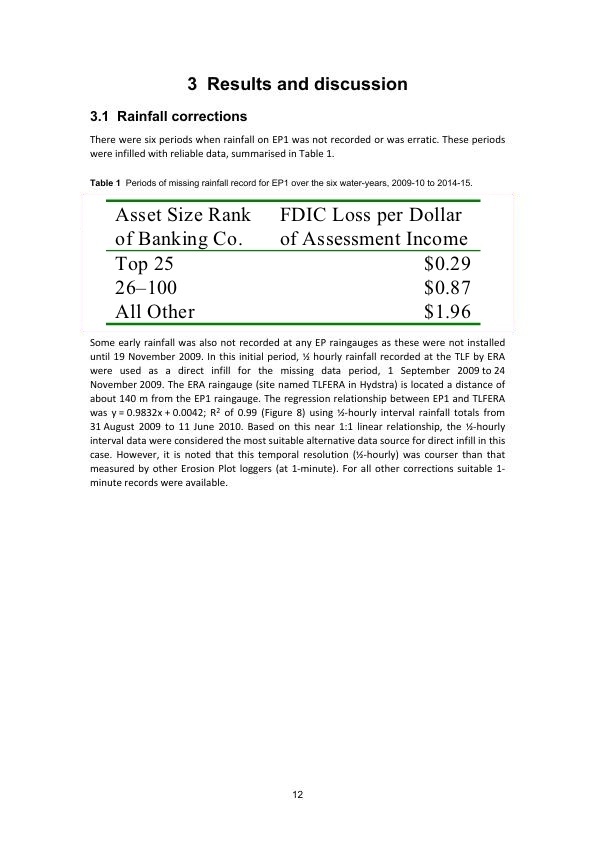 3 Results and discussion
3.1 Rainfall corrections
There were six periods when rainfall on EP1 was not recorded or was erratic. These periods
were infilled with reliable data, summarised in Table 1.
Table 1 Periods of missing rainfall record for EP1 over the six water-years, 2009-10 to 2014-15.
Asset Size Rank FDIC Loss per Dollar
of Banking Co. of Assessment Income
Top 25 $0.29
26–100 $0.87
All Other $1.96
Some early rainfall was also not recorded at any EP raingauges as these were not installed
until 19 November 2009. In this initial period, ½ hourly rainfall recorded at the TLF by ERA
were used as a direct infill for the missing data period, 1 September 2009 to 24
November 2009. The ERA raingauge (site named TLFERA in Hydstra) is located a distance of
about 140 m from the EP1 raingauge. The regression relationship between EP1 and TLFERA
was y = 0.9832x + 0.0042; R² of 0.99 (Figure 8) using ½-hourly interval rainfall totals from
31 August 2009 to 11 June 2010. Based on this near 1:1 linear relationship, the ½-hourly
interval data were considered the most suitable alternative data source for direct infill in this
case. However, it is noted that this temporal resolution (½-hourly) was courser than that
measured by other Erosion Plot loggers (at 1-minute). For all other corrections suitable 1-
minute records were available.
12